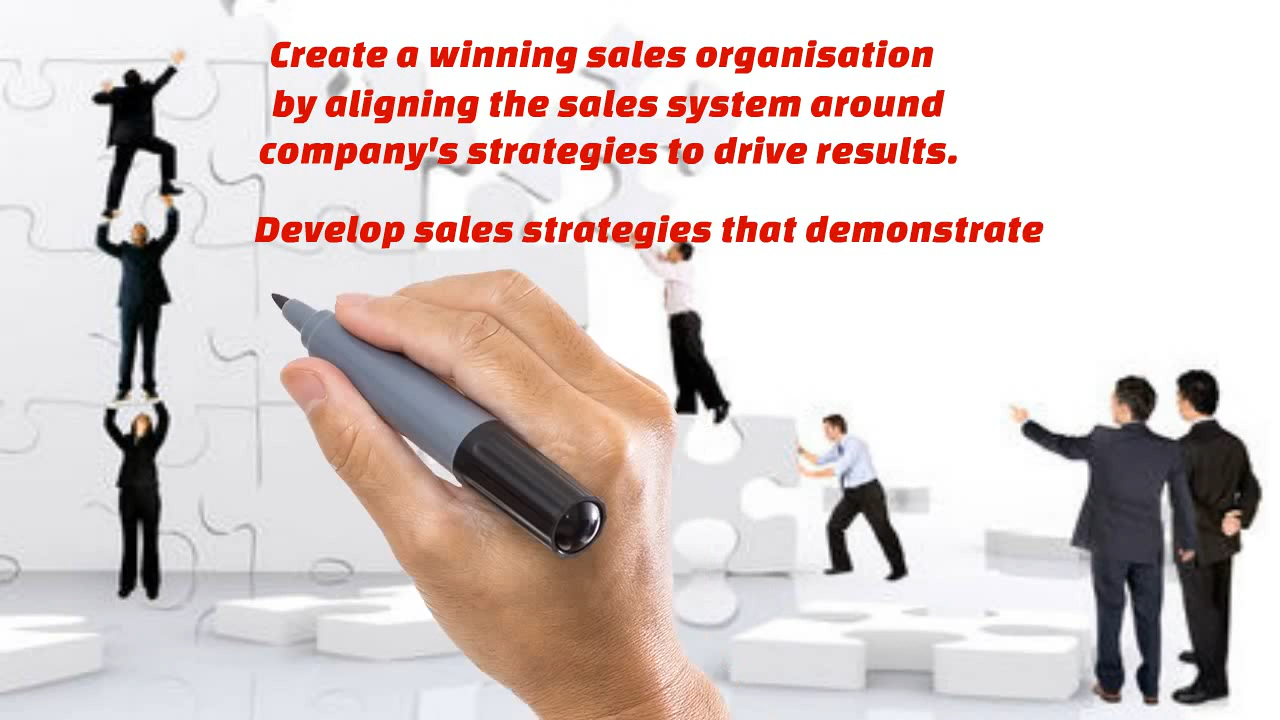 Create a winning sales organisation
by aligning the sales system around
company's strategies to drive results.
Develop sales strategies that demonstrate